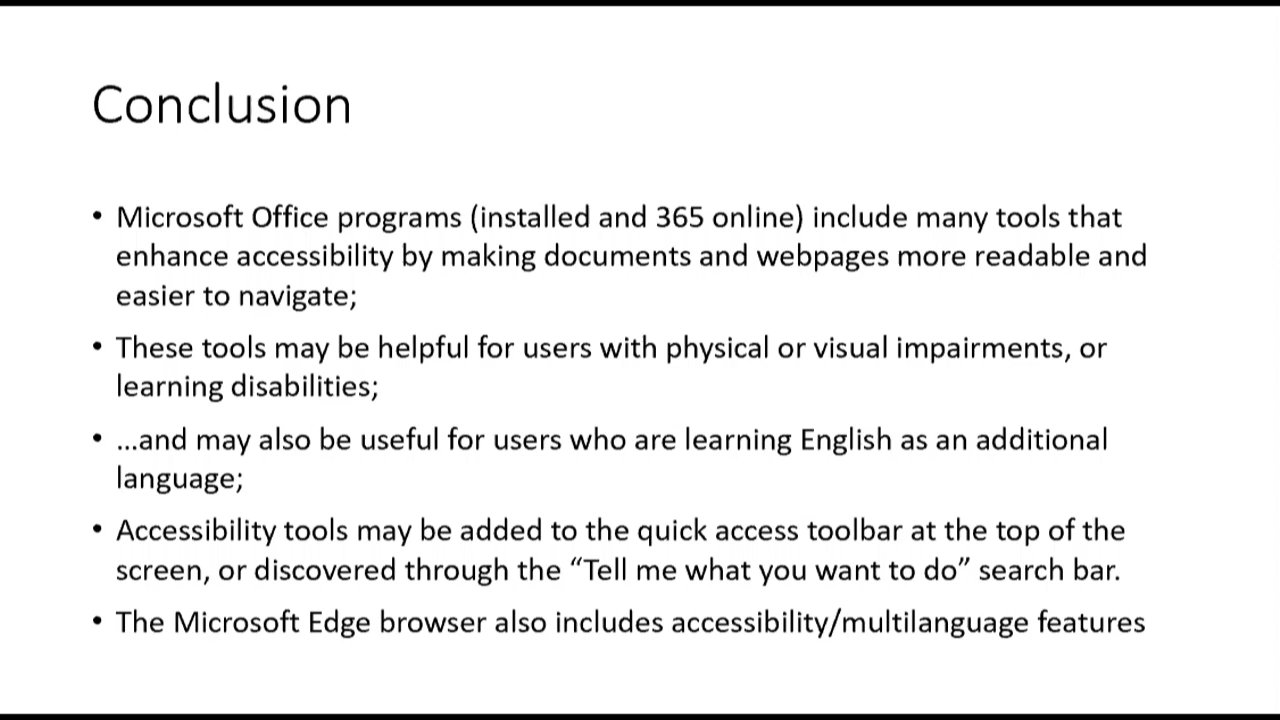 Conclusion
• Microsoft Office programs (installed and 365 online) include many tools that
enhance accessibility by making documents and webpages more readable and
easier to navigate;
• These tools may be helpful for users with physical or visual impairments, or
learning disabilities;
• …and may also be useful for users who are learning English as an additional
language;
• Accessibility tools may be added to the quick access toolbar at the top of the
screen, or discovered through the “Tell me what you want to do” search bar.
• The Microsoft Edge browser also includes accessibility/multilanguage features